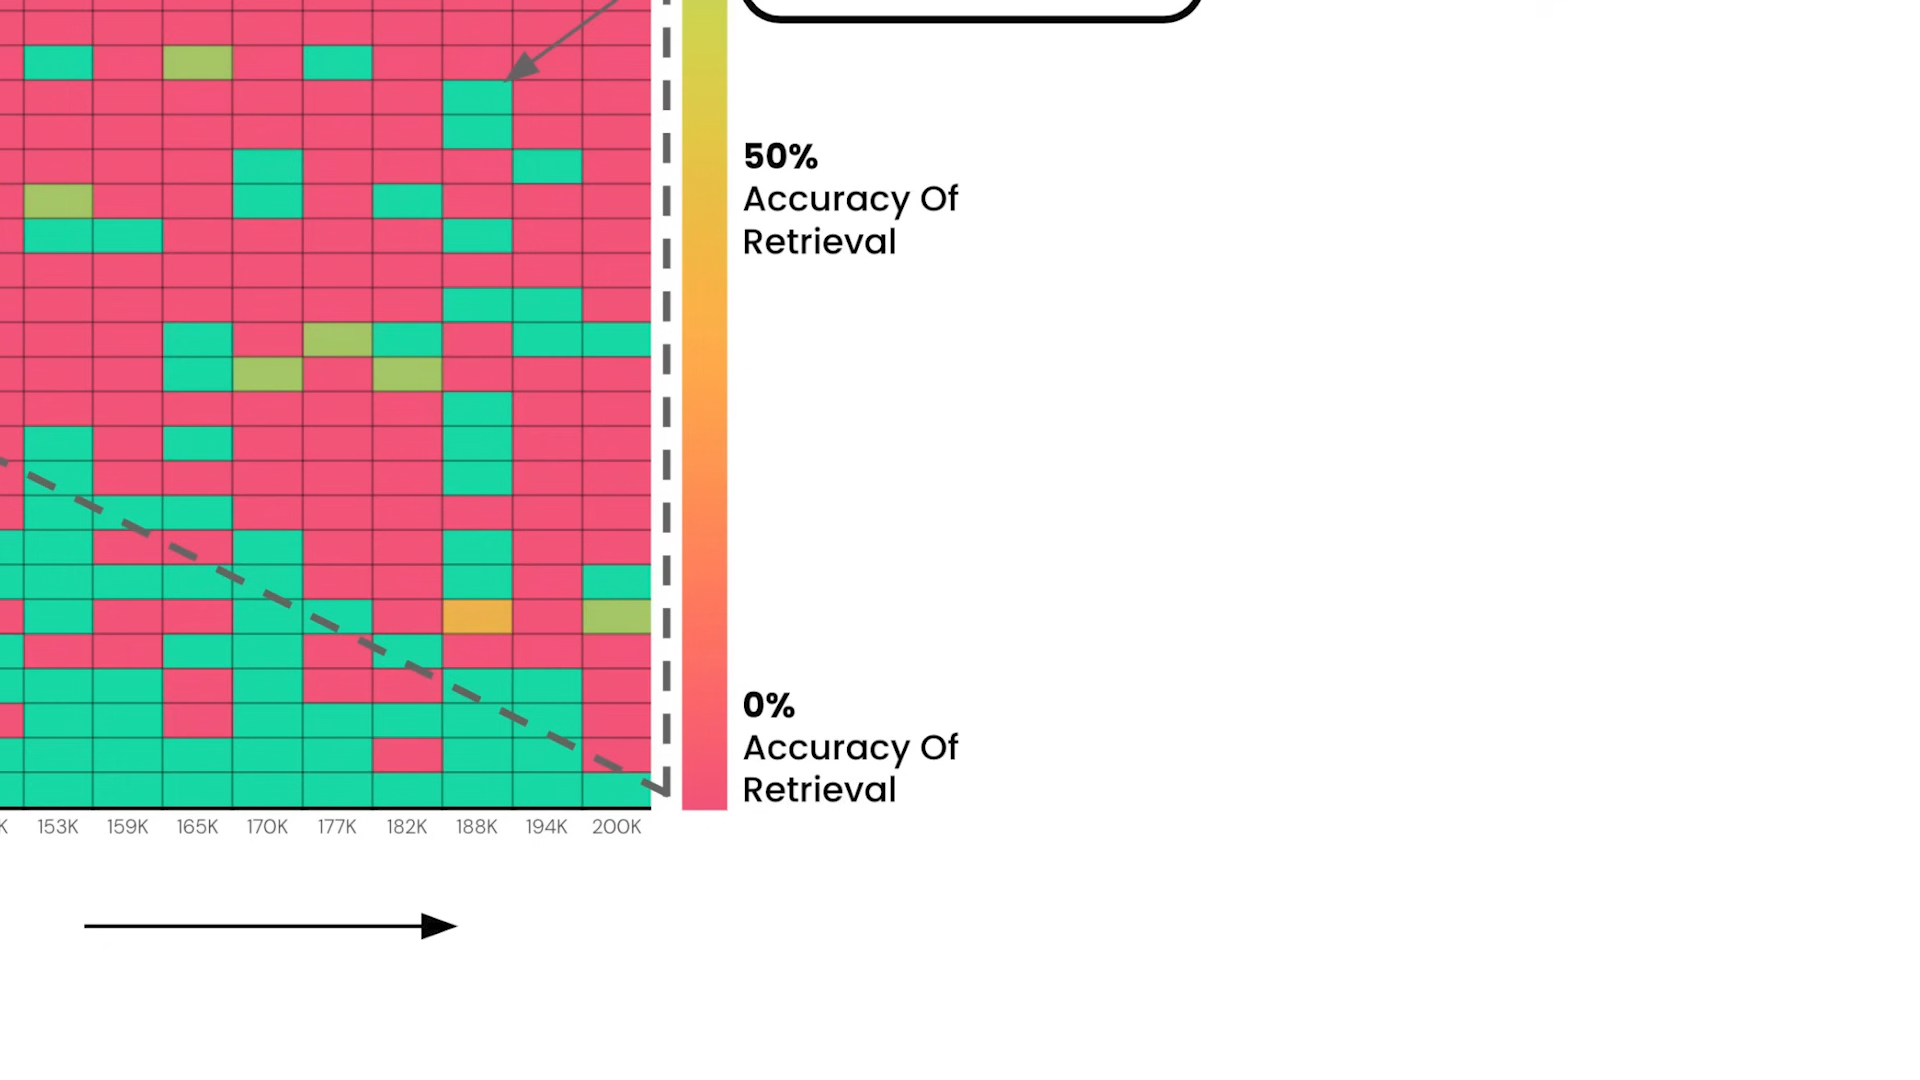 50%
Accuracy Of
Retrieval
0%
Accuracy Of
Retrieval
K 153K 159K 165K 170K 177K 182K 188K 194K 200K